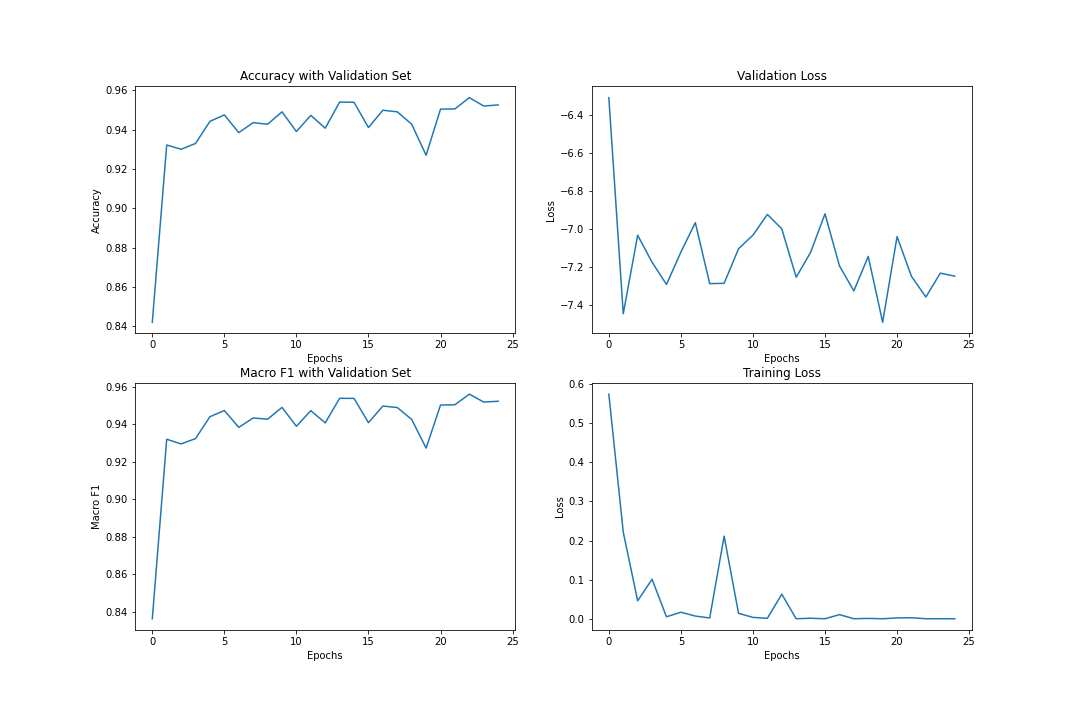 Accuracy with Validation Set
0.96
0.94
0.92
0.90
0.88
0.86
0.84
Accuracy
0 5 10 15 20 25
Epochs
Validation Loss
−6.4
−6.6
−6.8
−7.0
−7.2
−7.4
Loss
0 5 10 15 20 25
Epochs
Macro F1 with Validation Set
0.96
0.94
0.92
0.90
0.88
0.86
0.84
Macro F1
0 5 10 15 20 25
Epochs
Training Loss
0.6
0.5
0.4
0.3
0.2
0.1
0.0
Loss
0 5 10 15 20 25
Epochs